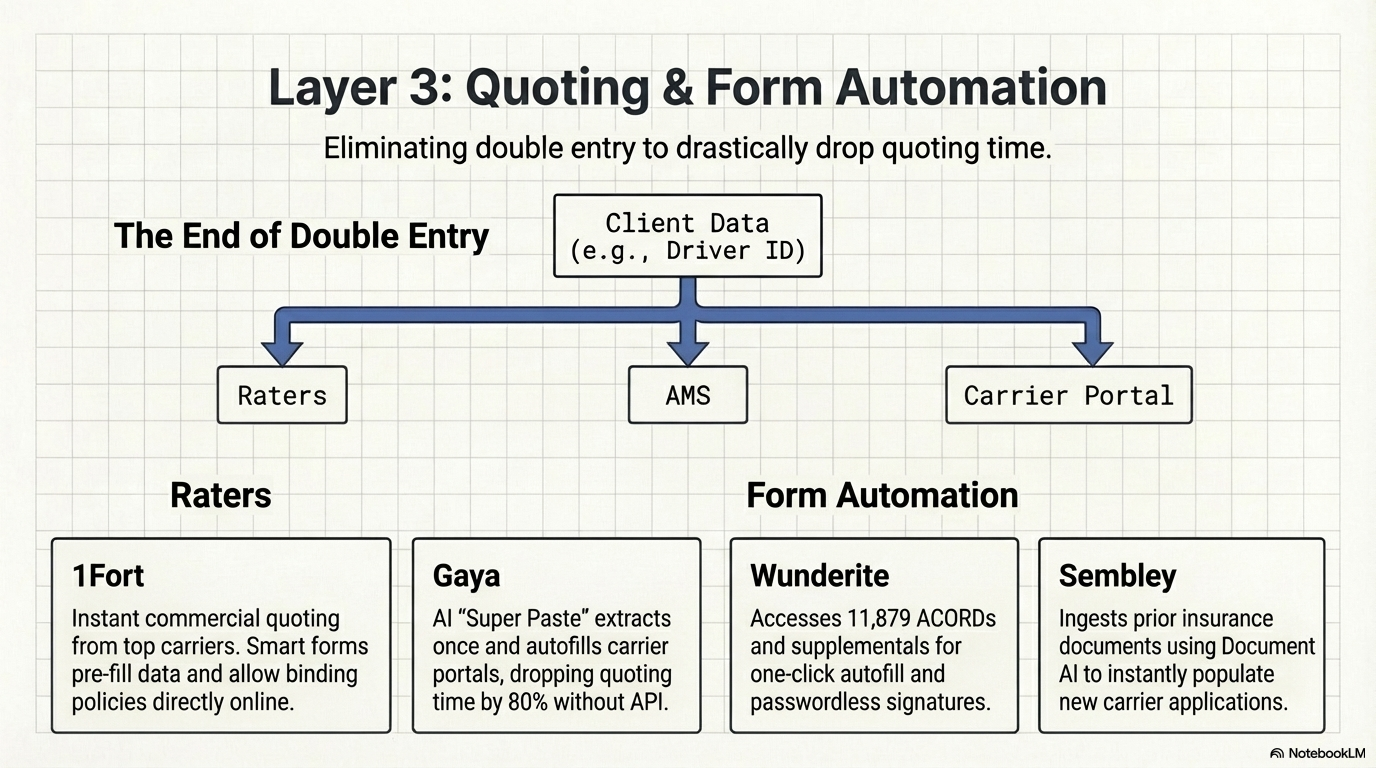 Layer 3: Quoting & Form Automation
Eliminating double entry to drastically drop quoting time.
The End of Double Entry
Client Data
(e.g., Driver ID)
Raters
AMS
Carrier Portal
Raters
Form Automation
1Fort
Instant commercial quoting
from top carriers. Smart forms
pre-fill data and allow binding
policies directly online.
Gaya
AI “Super Paste” extracts
once and autofills carrier
portals, dropping quoting
time by 80% without API.
Wunderite
Accesses 11,879 ACORDs
and supplementals for
one-click autofill and
passwordless signatures.
Sembley
Ingests prior insurance
documents using Document
AI to instantly populate
new carrier applications.
NotebookLM